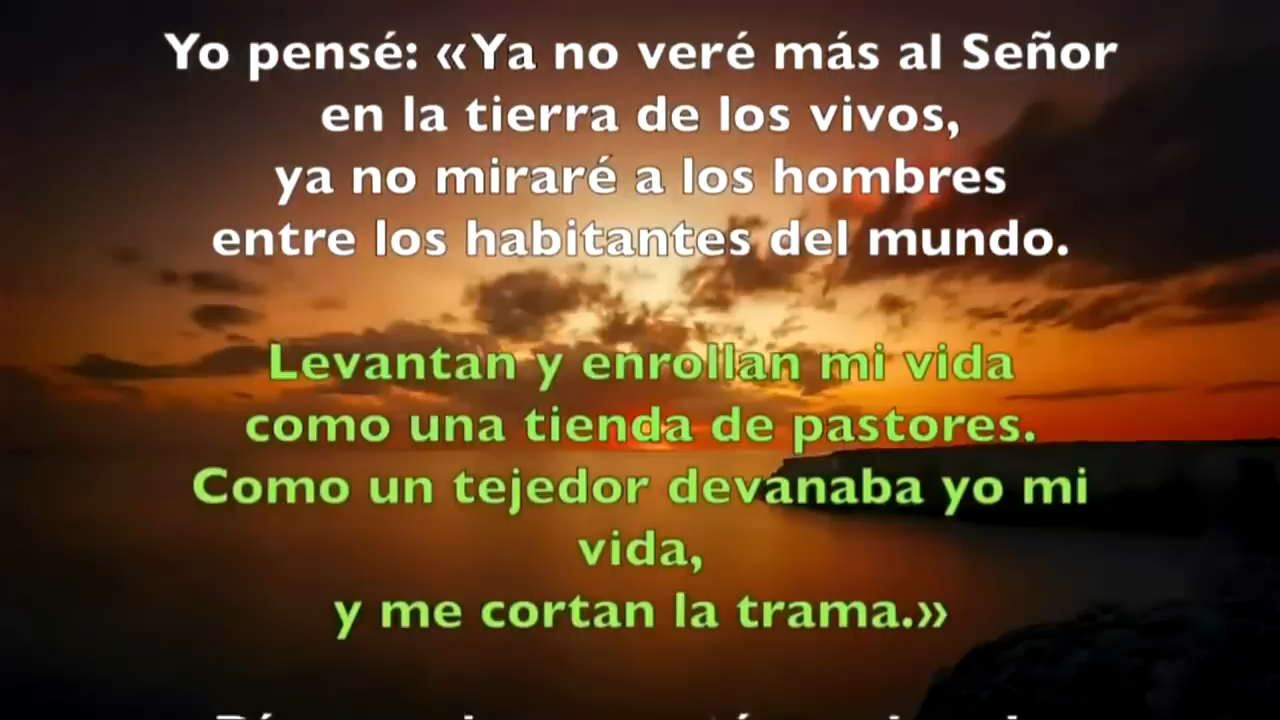 Yo pensé: «Ya no veré más al Señor
en la tierra de los vivos,
ya no miraré a los hombres
entre los habitantes del mundo.
Levantan y enrollan mi vida
como una tienda de pastores.
Como un tejedor devanaba yo mi
vida,
y me cortan la trama.»